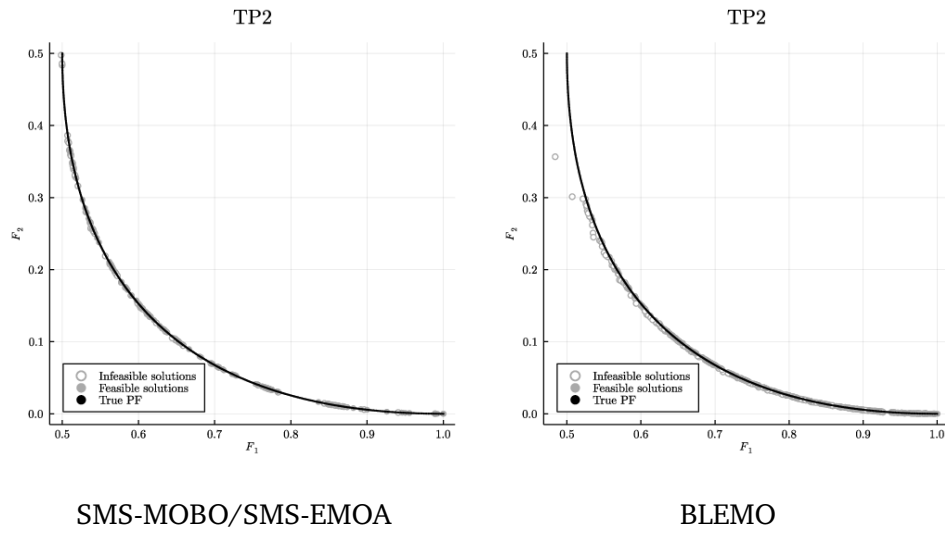 TP2
0.5
0.4
0.3
0.2
0.1
0.0
F₂
Infeasible solutions
Feasible solutions
True PF
0.5 0.6 0.7 0.8 0.9 1.0
F₁
SMS-MOBO/SMS-EMOA
TP2
0.5
0.4
0.3
0.2
0.1
0.0
F₂
Infeasible solutions
Feasible solutions
True PF
0.5 0.6 0.7 0.8 0.9 1.0
F₁
BLEMO